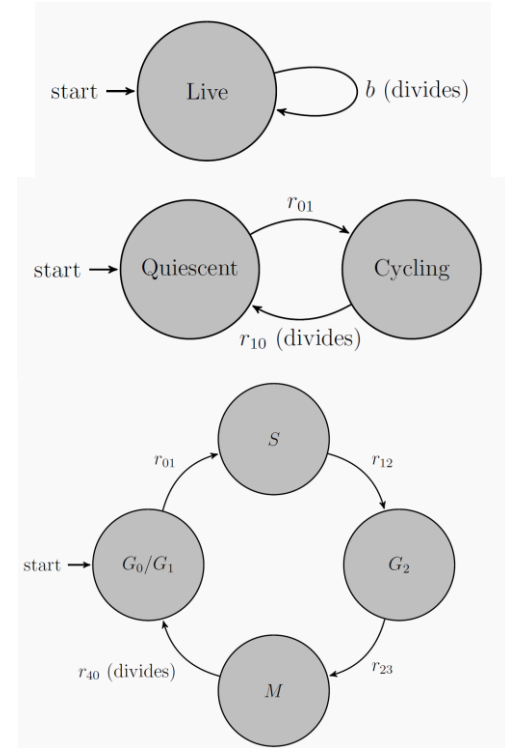 start
Live
b (divides)
r₀₁
start
Quiescent
Cycling
r₁₀ (divides)
S
r₀₁
r₁₂
start
G₀/G₁
G₂
r₄₀ (divides)
r₂₃
M